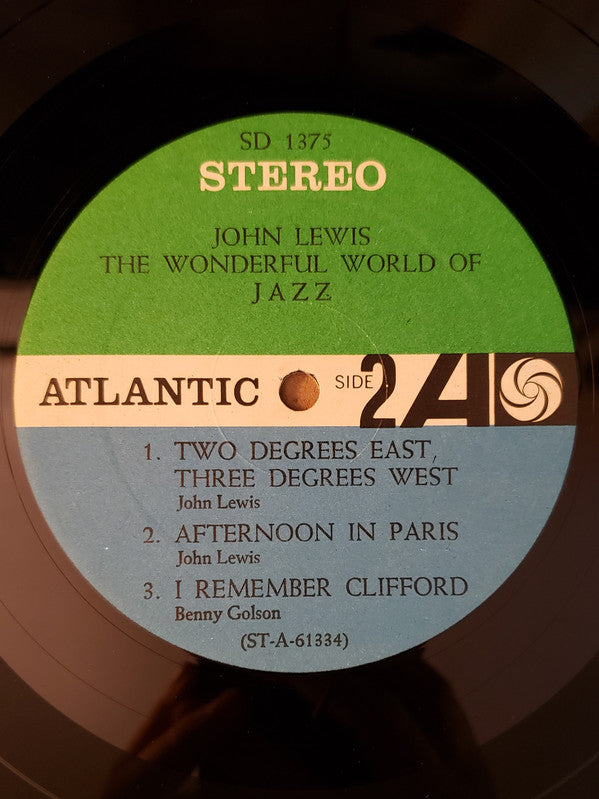 SD 1375
STEREO
JOHN LEWIS
THE WONDERFUL WORLD OF
JAZZ
ATLANTIC SIDE 2 A
1. TWO DEGREES EAST,
THREE DEGREES WEST
John Lewis
2. AFTERNOON IN PARIS
John Lewis
3. I REMEMBER CLIFFORD
Benny Golson
(ST-A-61334)